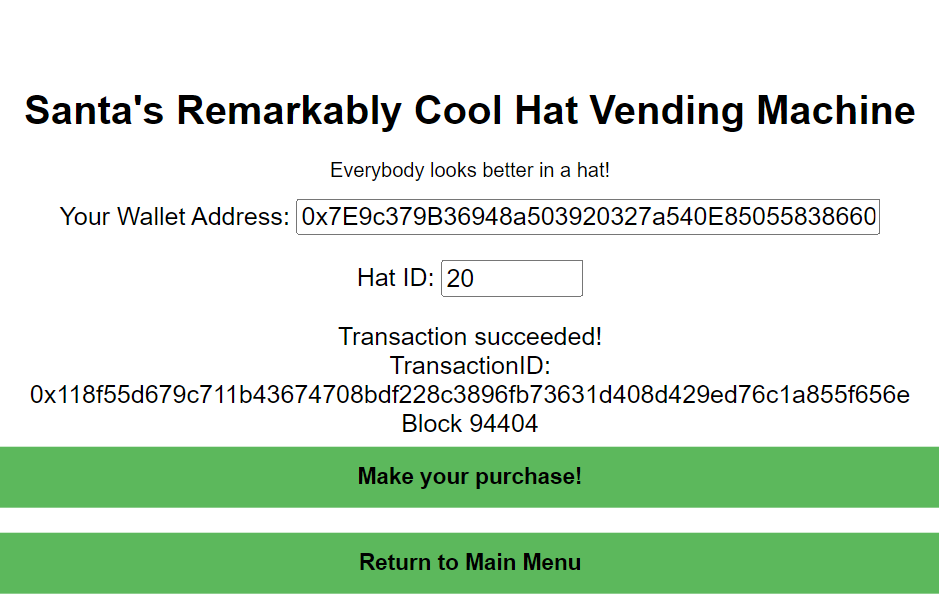 Santa's Remarkably Cool Hat Vending Machine
Everybody looks better in a hat!
Your Wallet Address: 0x7E9c379B36948a503920327a540E85055838660
Hat ID: 20
Transaction succeeded!
TransactionID:
0x118f55d679c711b43674708bdf228c3896fb73631d408d429ed76c1a855f656e
Block 94404
Make your purchase!
Return to Main Menu